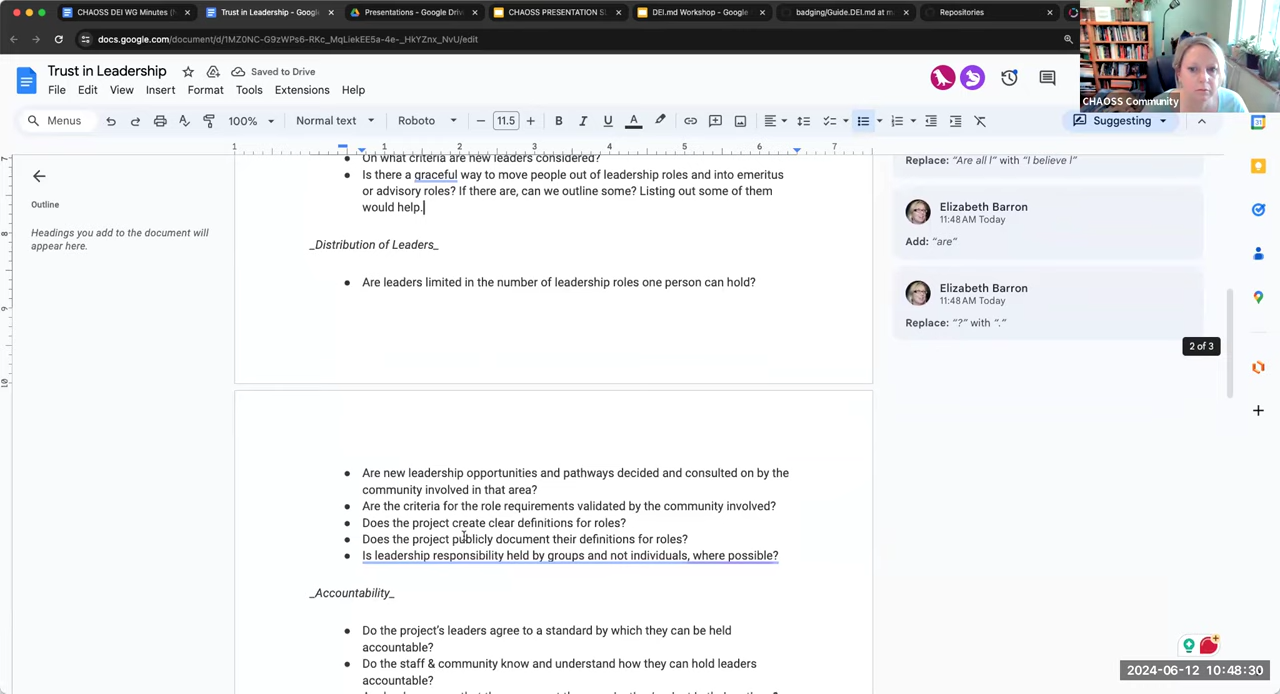 CHAOSS DEI WG Minutes (N
Trust in Leadership - Google
Presentations - Google Driv
CHAOSS PRESENTATION S
DEI.md Workshop - Google
badging/Guide.DEI.md at m
Repositories
docs.google.com/document/d/1MZ0NC-G9zWPs6-RKc_MqLiekEE5a-4e-_HkYZnx_NvU/edit
Trust in Leadership
Saved to Drive
File Edit View Insert Format Tools Extensions Help
CHAOSS Community
Menus
100%
Normal text
Roboto
11.5
B I U A
Suggesting
1 1 2 3 4 5 6 7
Outline
Headings you add to the document will
appear here.
On what criteria are new leaders considered?
Is there a graceful way to move people out of leadership roles and into emeritus
or advisory roles? If there are, can we outline some? Listing out some of them
would help.
_Distribution of Leaders_
Are leaders limited in the number of leadership roles one person can hold?
Are new leadership opportunities and pathways decided and consulted on by the
community involved in that area?
Are the criteria for the role requirements validated by the community involved?
Does the project create clear definitions for roles?
Does the project publicly document their definitions for roles?
Is leadership responsibility held by groups and not individuals, where possible?
_Accountability_
Do the project's leaders agree to a standard by which they can be held
accountable?
Do the staff & community know and understand how they can hold leaders
accountable?
Replace: "Are all l" with "I believe l"
Elizabeth Barron
11:48 AM Today
Add: "are"
Elizabeth Barron
11:48 AM Today
Replace: "?" with "."
2 of 3
2024-06-12 10:48:30